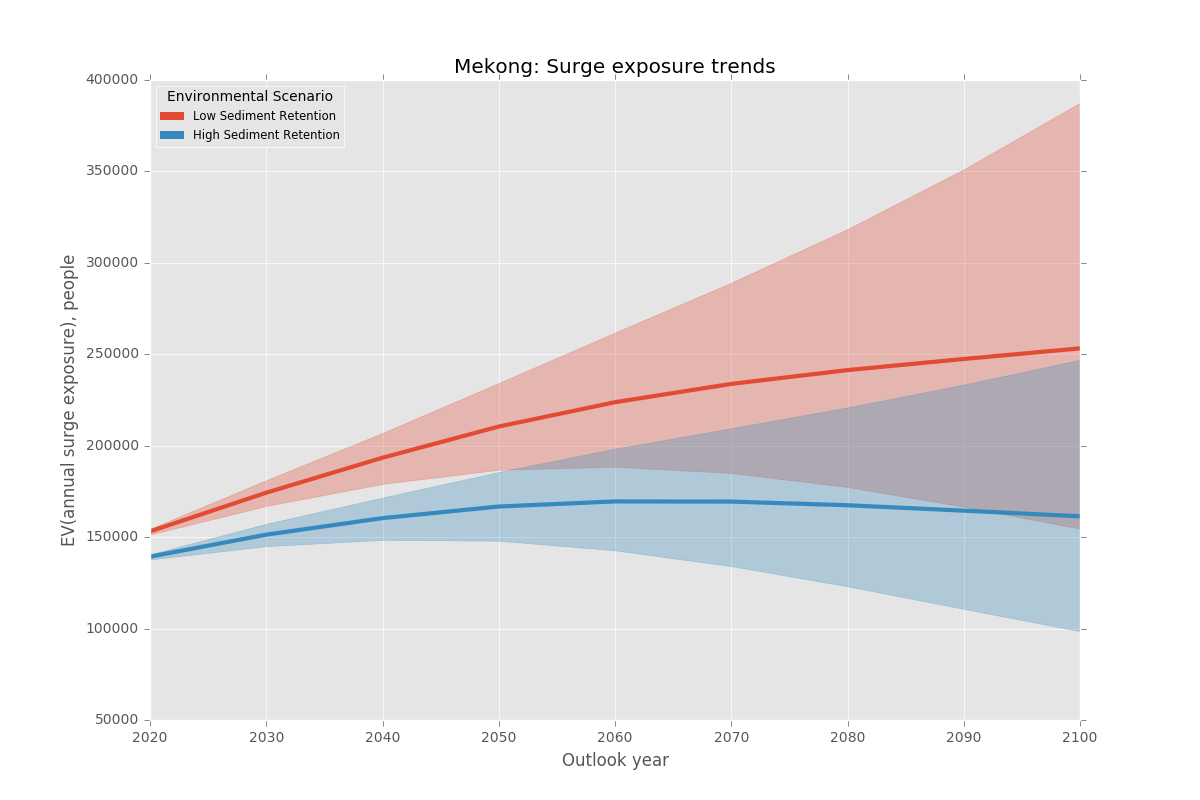 Mekong: Surge exposure trends
Environmental Scenario
Low Sediment Retention
High Sediment Retention
EV(annual surge exposure), people
400000
350000
300000
250000
200000
150000
100000
50000
2020 2030 2040 2050 2060 2070 2080 2090 2100
Outlook year